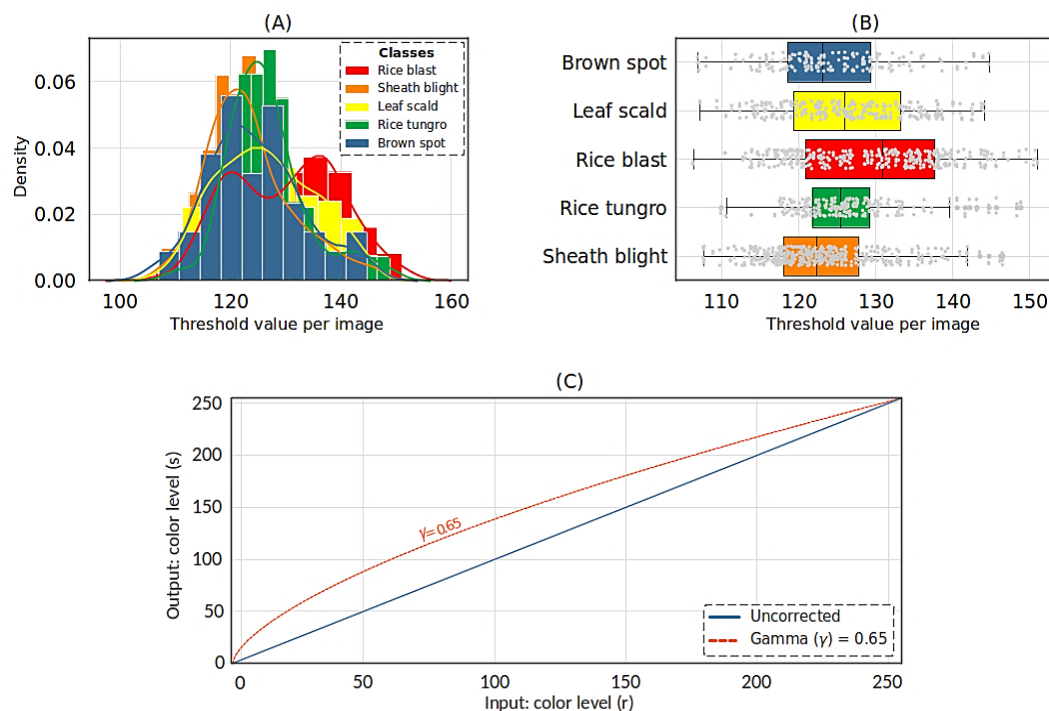 (A)
Density
0.06
0.04
0.02
0.00
100
120
140
160
Threshold value per image
Classes
Rice blast
Sheath blight
Leaf scald
Rice tungro
Brown spot
(B)
Brown spot
Leaf scald
Rice blast
Rice tungro
Sheath blight
110
120
130
140
150
Threshold value per image
(C)
Output: color level (s)
250
200
150
100
50
0
γ=0.65
0
50
100
150
200
250
Input: color level (r)
Uncorrected
Gamma (γ) = 0.65